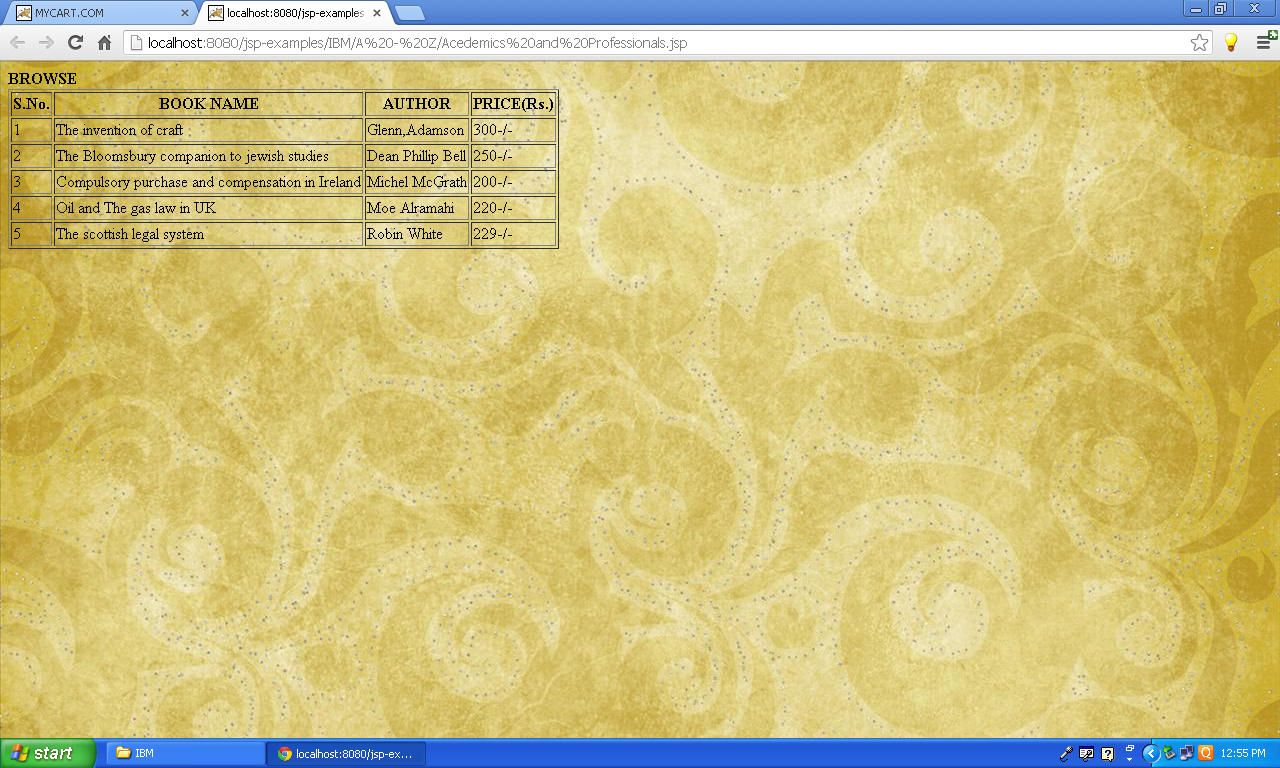 MYCART.COM
localhost:8080/jsp-examples
localhost:8080/jsp-examples/IBM/A%20-%20Z/Acedemics%20and%20Professionals.jsp
BROWSE
S.No. BOOK NAME AUTHOR PRICE(Rs.)
1 The invention of craft Glenn,Adamson 300-/-
2 The Bloomsbury companion to jewish studies Dean Phillip Bell 250-/-
3 Compulsory purchase and compensation in Ireland Michel McGrath 200-/-
4 Oil and The gas law in UK Moe Alramahi 220-/-
5 The scottish legal system Robin White 229-/-
start IBM localhost:8080/jsp-ex... 12:55 PM